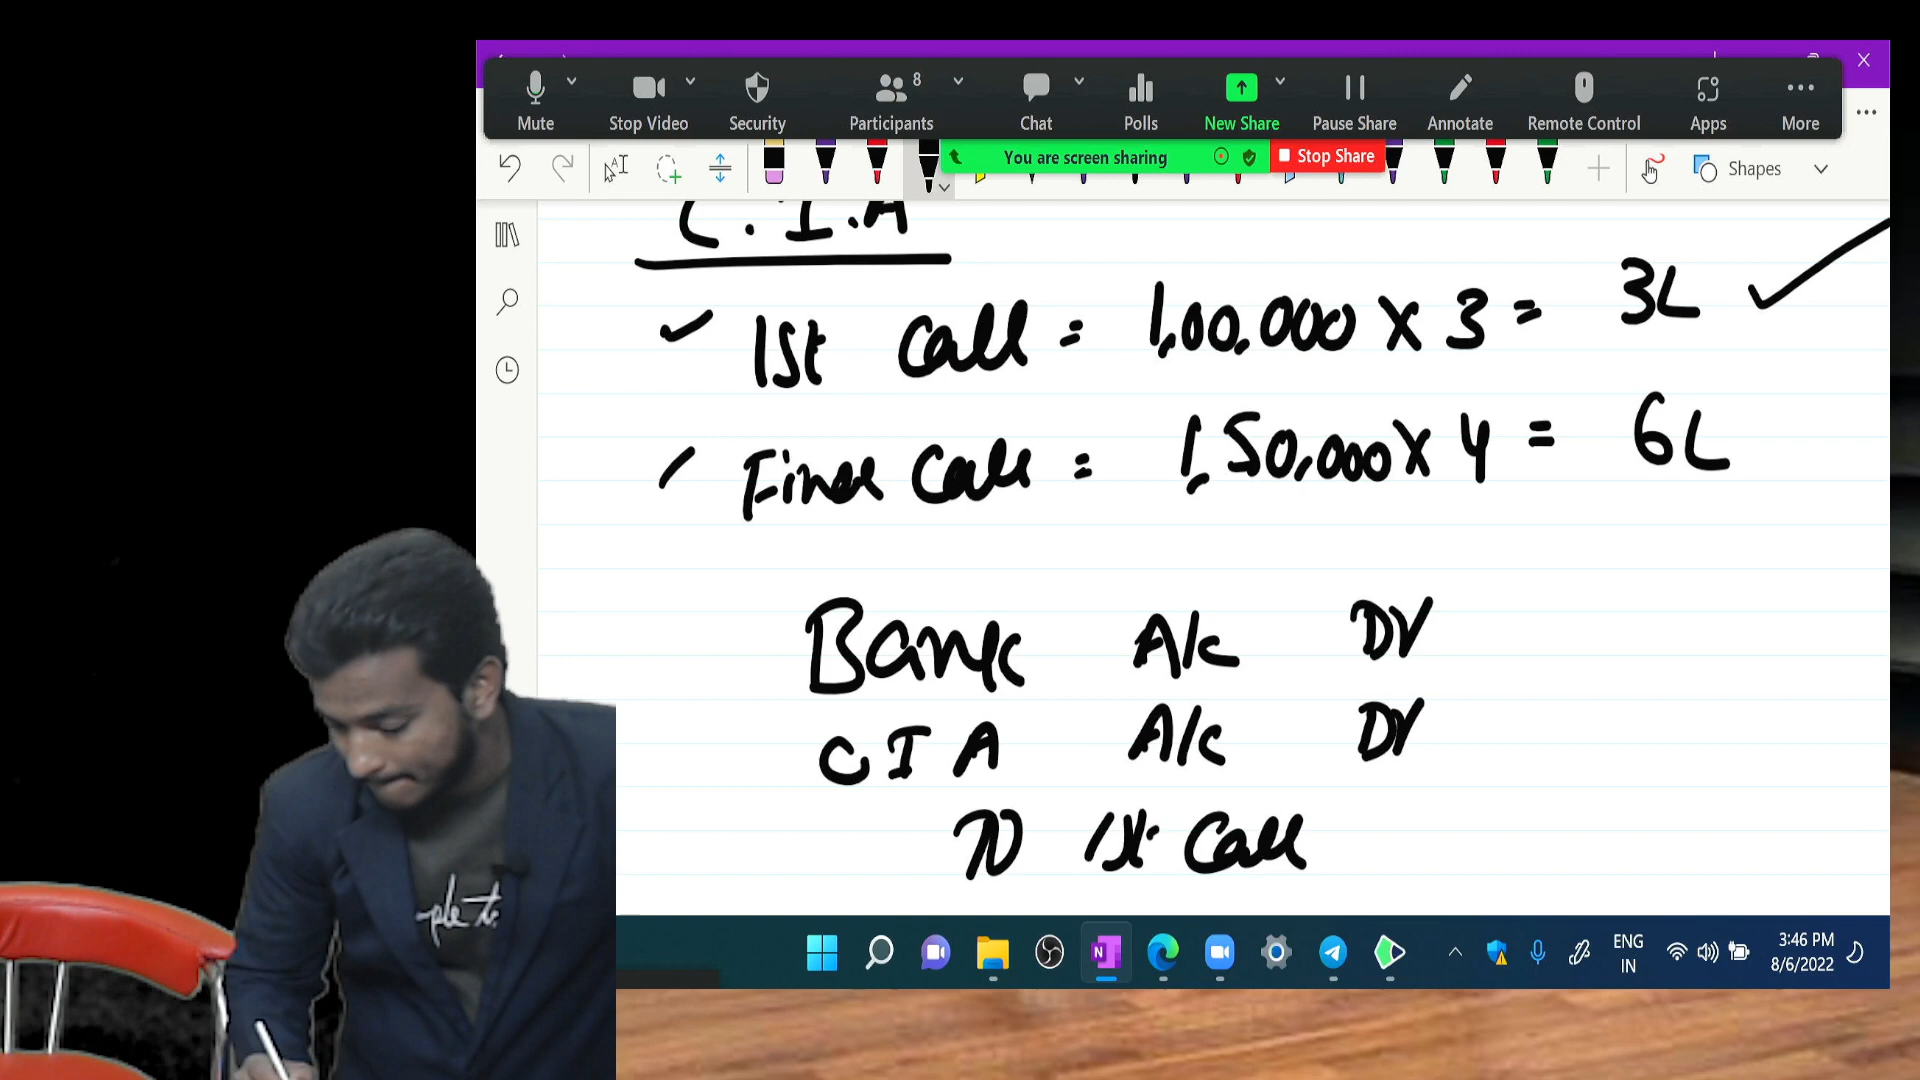 8
Mute Stop Video Security Participants Chat Polls New Share Pause Share Annotate Remote Control Apps More
You are screen sharing Stop Share
Shapes
C.I.A
1st Call = 1,00,000 X 3 = 3L
Final Call = 1,50,000 X 4 = 6L
Bank A/c Dr
C I A A/c Dr
To 1st Call
ple t
ENG
IN
3:46 PM
8/6/2022